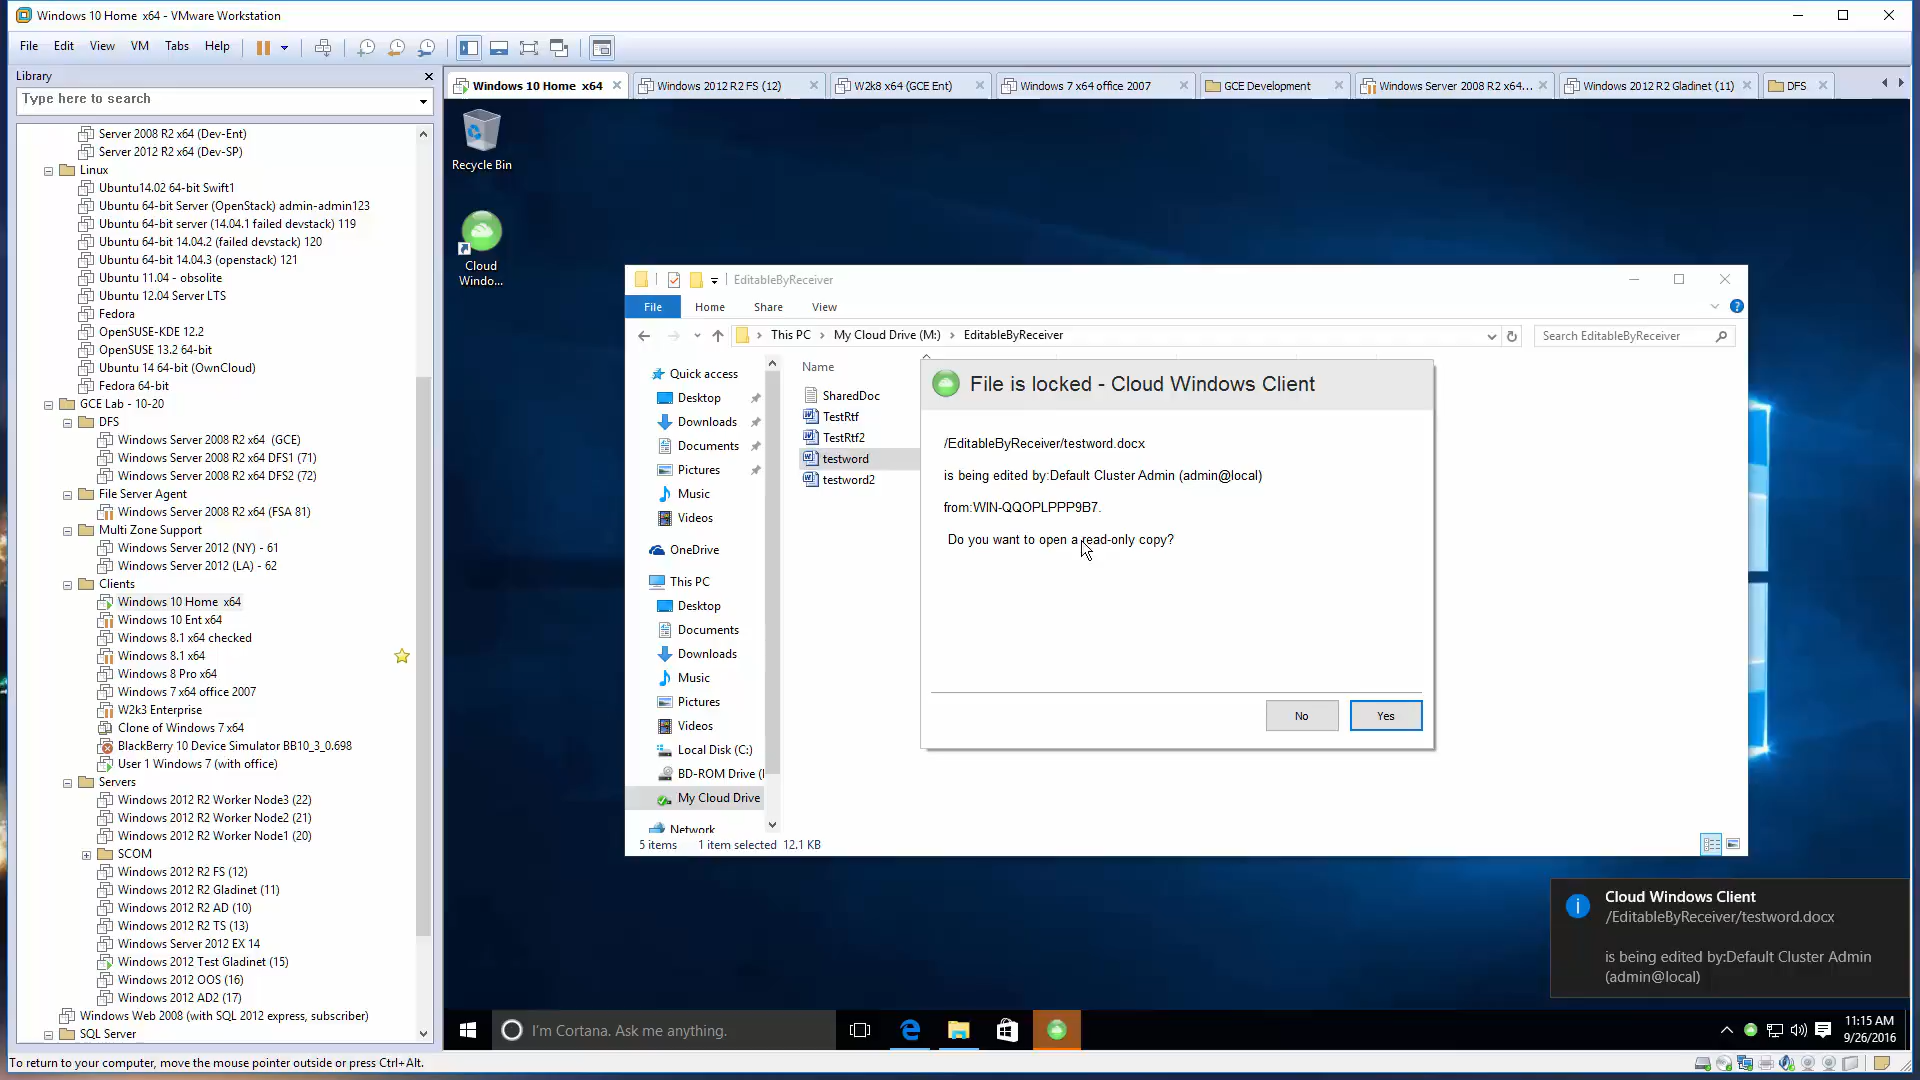 Windows 10 Home  x64 - VMware Workstation
File Edit View VM Tabs Help
Library
Type here to search
Server 2008 R2 x64 (Dev-Ent)
Server 2012 R2 x64 (Dev-SP)
Linux
Ubuntu14.02 64-bit Swift1
Ubuntu 64-bit Server (OpenStack) admin-admin123
Ubuntu 64-bit server (14.04.1 failed devstack) 119
Ubuntu 64-bit 14.04.2 (failed devstack) 120
Ubuntu 64-bit 14.04.3 (openstack) 121
Ubuntu 11.04 - obsolite
Ubuntu 12.04 Server LTS
Fedora
OpenSUSE-KDE 12.2
OpenSUSE 13.2 64-bit
Ubuntu 14 64-bit (OwnCloud)
Fedora 64-bit
GCE Lab - 10-20
DFS
Windows Server 2008 R2 x64  (GCE)
Windows Server 2008 R2 x64 DFS1 (71)
Windows Server 2008 R2 x64 DFS2 (72)
File Server Agent
Windows Server 2008 R2 x64 (FSA 81)
Multi Zone Support
Windows Server 2012 (NY) - 61
Windows Server 2012 (LA) - 62
Clients
Windows 10 Home  x64
Windows 10 Ent x64
Windows 8.1 x64 checked
Windows 8.1 x64
Windows 8 Pro x64
Windows 7 x64 office 2007
W2k3 Enterprise
Clone of Windows 7 x64
BlackBerry 10 Device Simulator BB10_3_0.698
User 1 Windows 7 (with office)
Servers
Windows 2012 R2 Worker Node3 (22)
Windows 2012 R2 Worker Node2 (21)
Windows 2012 R2 Worker Node1 (20)
SCOM
Windows 2012 R2 FS (12)
Windows 2012 R2 Gladinet (11)
Windows 2012 R2 AD (10)
Windows 2012 R2 TS (13)
Windows Server 2012 EX 14
Windows 2012 Test Gladinet (15)
Windows 2012 OOS (16)
Windows 2012 AD2 (17)
Windows Web 2008 (with SQL 2012 express, subscriber)
SQL Server
Windows 10 Home  x64
Windows 2012 R2 FS (12)
W2k8 x64 (GCE Ent)
Windows 7 x64 office 2007
GCE Development
Windows Server 2008 R2 x64...
Windows 2012 R2 Gladinet (11)
DFS
Recycle Bin
Cloud
Windo...
EditableByReceiver
File Home Share View
This PC My Cloud Drive (M:) EditableByReceiver
Search EditableByReceiver
Quick access
Desktop
Downloads
Documents
Pictures
Music
Videos
OneDrive
This PC
Desktop
Documents
Downloads
Music
Pictures
Videos
Local Disk (C:)
BD-ROM Drive (
My Cloud Drive
Network
Name
SharedDoc
TestRtf
TestRtf2
testword
testword2
5 items 1 item selected 12.1 KB
File is locked - Cloud Windows Client
/EditableByReceiver/testword.docx
is being edited by:Default Cluster Admin (admin@local)
from:WIN-QQOPLPPP9B7.
Do you want to open a read-only copy?
No Yes
Cloud Windows Client
/EditableByReceiver/testword.docx
is being edited by:Default Cluster Admin
(admin@local)
I'm Cortana. Ask me anything.
11:15 AM
9/26/2016
To return to your computer, move the mouse pointer outside or press Ctrl+Alt.